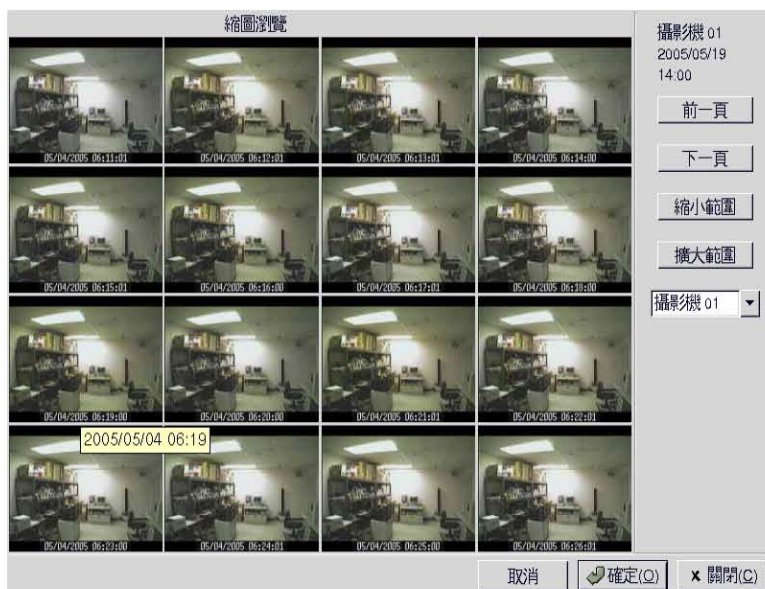 縮圖瀏覽
攝影機 01
2005/05/19
14:00
前一頁
下一頁
縮小範圍
擴大範圍
攝影機 01
05/04/2005 06:11:01
05/04/2005 06:12:01
05/04/2005 06:13:01
05/04/2005 06:14:00
05/04/2005 06:15:01
05/04/2005 06:16:00
05/04/2005 06:17:01
05/04/2005 06:18:00
05/04/2005 06:19:00
05/04/2005 06:20:00
05/04/2005 06:21:01
05/04/2005 06:22:01
2005/05/04 06:19
05/04/2005 06:23:00
05/04/2005 06:24:01
05/04/2005 06:25:00
05/04/2005 06:26:01
取消
確定(O)
x 關閉(C)